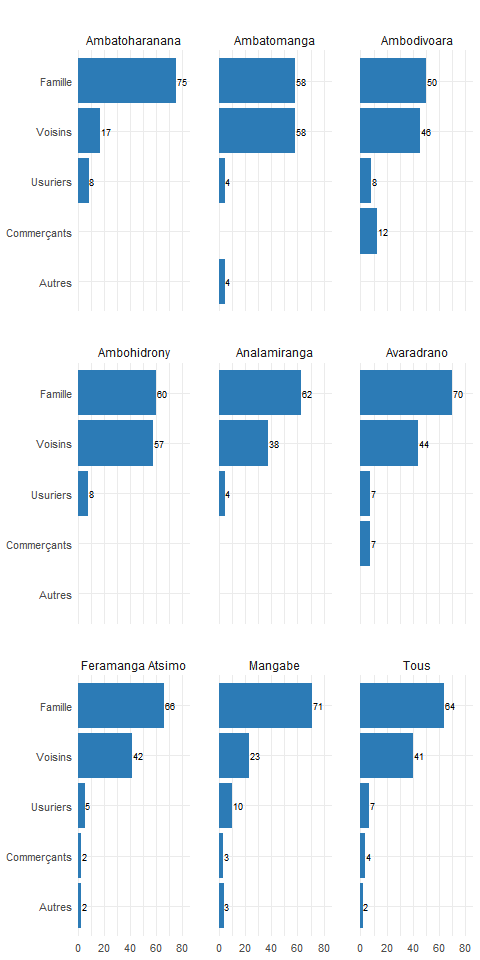 Ambatoharanana Ambatomanga Ambodivoara
Famille 75 58 50
Voisins 17 58 46
Usuriers 8 4 8
Commerçants 12
Autres 4
Ambohidrony Analamiranga Avaradrano
Famille 60 62 70
Voisins 57 38 44
Usuriers 8 4 7
Commerçants 7
Autres
Feramanga Atsimo Mangabe Tous
Famille 66 71 64
Voisins 42 23 41
Usuriers 5 10 7
Commerçants 2 3 4
Autres 2 3 2
0 20 40 60 80 0 20 40 60 80 0 20 40 60 80